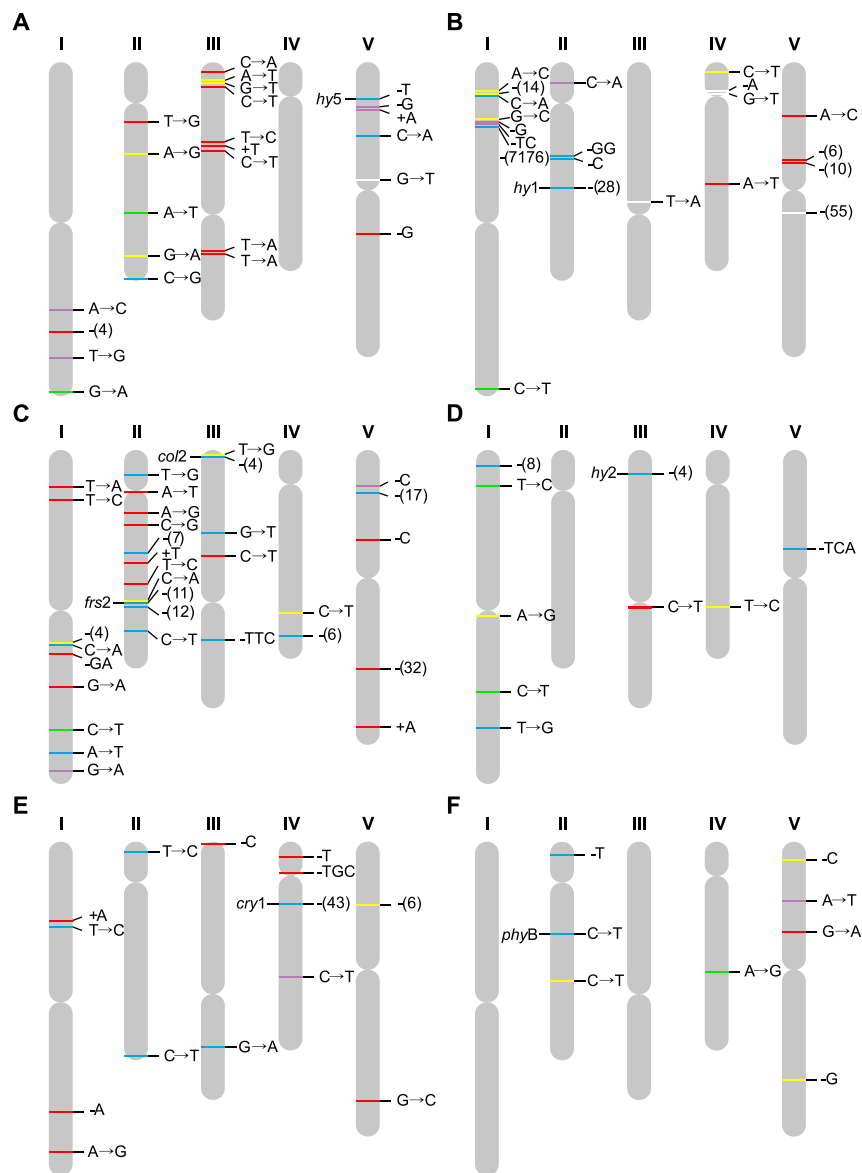 A
I II III IV V
C→A
A→T
G→T
C→T
T→G
A→G
T→C
+T
C→T
A→T
G→A
C→G
T→A
T→A
hy5
-T
-G
+A
C→A
G→T
-G
A→C
-(4)
T→G
G→A
B
I II III IV V
A→C
-(14)
C→A
G→C
-G
-TC
-(7176)
C→T
C→A
-GG
-C
hy1
-(28)
T→A
C→T
-A
G→T
A→T
A→C
-(6)
-(10)
-(55)
C
I II III IV V
T→A
T→C
-(4)
C→A
-GA
G→A
C→T
A→T
G→A
T→G
A→T
A→G
C→G
-(7)
+T
T→C
C→A
frs2
-(11)
-(12)
C→T
col2
T→G
-(4)
G→T
C→T
-TTC
C→T
-(6)
-C
-(17)
-C
-(32)
+A
D
I II III IV V
-(8)
T→C
A→G
C→T
T→G
hy2
-(4)
C→T
T→C
-TCA
E
I II III IV V
+A
T→C
-A
A→G
T→C
C→T
-C
G→A
-T
-TGC
cry1
-(43)
C→T
-(6)
G→C
F
I II III IV V
-T
phyB
C→T
C→T
A→G
-C
A→T
G→A
-G